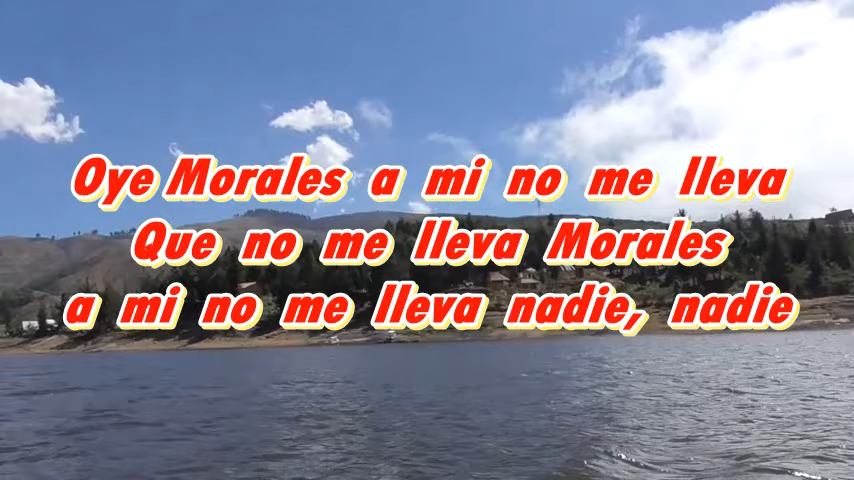 Oye Morales a mi no me lleva
Que no me lleva Morales
a mi no me lleva nadie, nadie